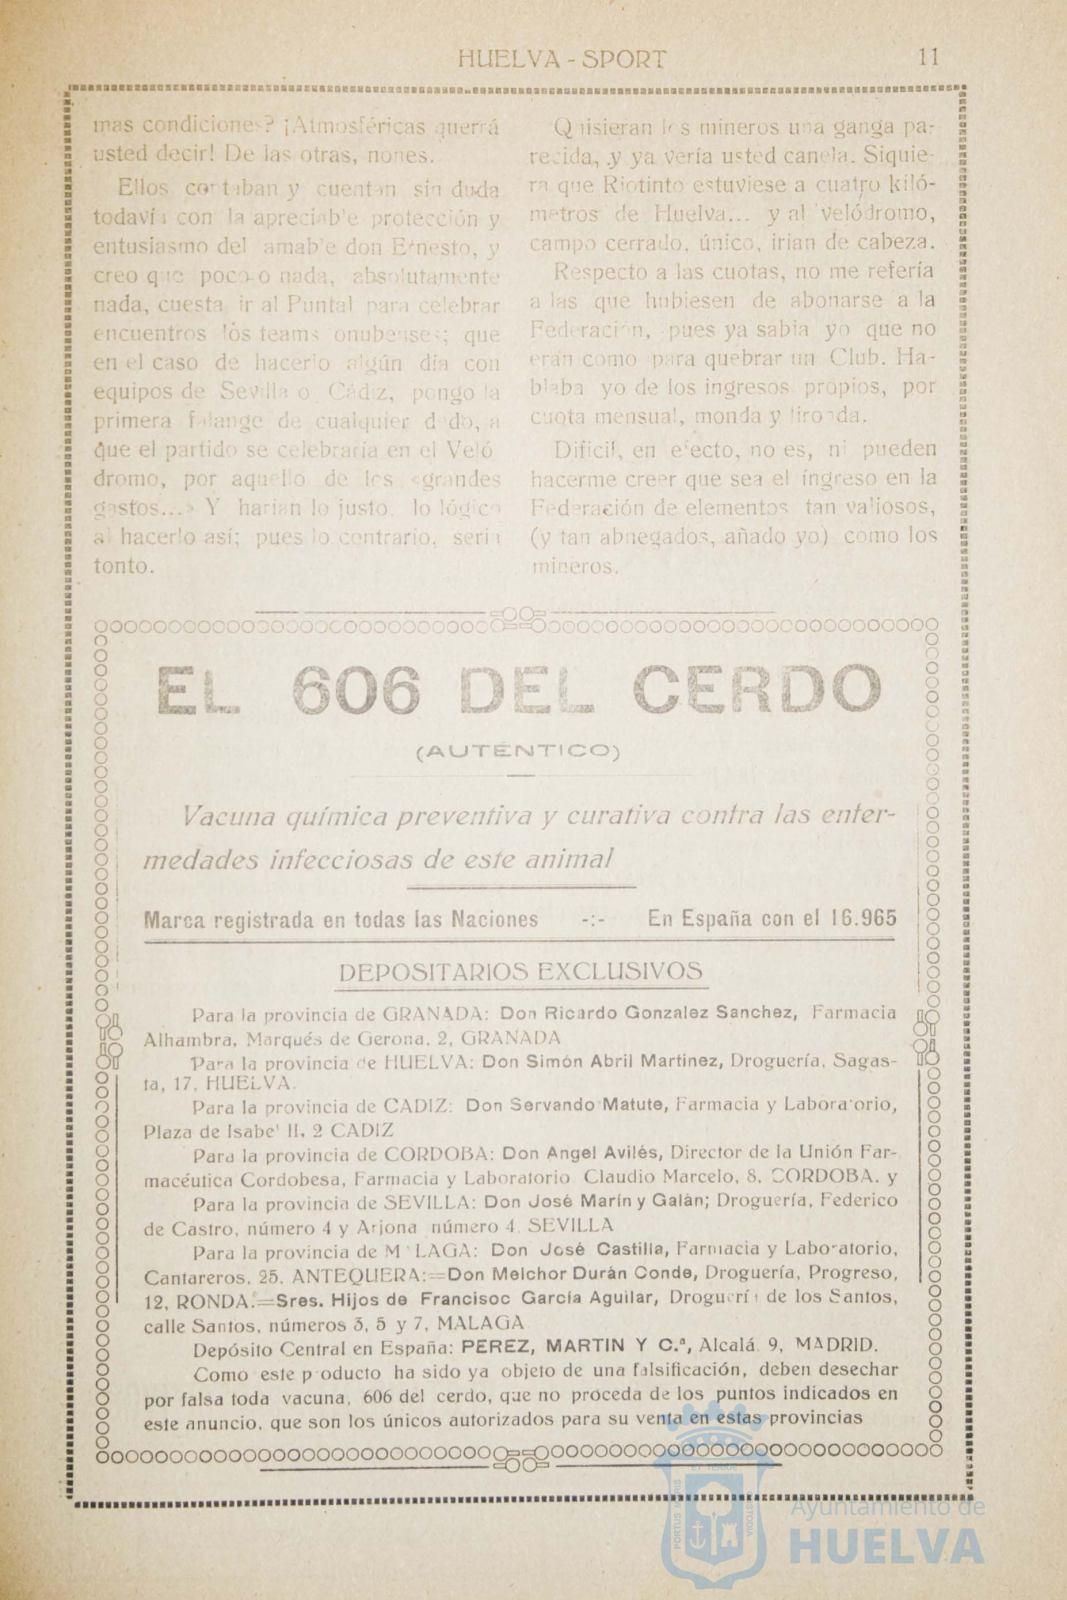 HUELVA - SPORT 11
mas condiciones? ¡Atmosféricas querrá
usted decir! De las otras, nones.
Ellos contaban y cuentan sin duda
todavía con la apreciable protección y
entusiasmo del amable don Ernesto, y
creo que poco o nada, absolutamente
nada, cuesta ir al Puntal para celebrar
encuentros lós teams onubenses; que
en el caso de hacerlo algún día con
equipos de Sevilla o Cádiz, pongo la
primera falange de cualquier dedo, a
que el partido se celebraría en el Veló
dromo, por aquello de los «grandes
gastos...» Y harian lo justo, lo lógico
al hacerlo así; pues lo contrario, seria
tonto.
Quisieran los mineros una ganga pa-
recida, y ya vería usted canela. Siquie-
ra que Riotinto estuviese a cuatro kiló-
metros de Huelva... y al Velódromo,
campo cerrado, único, irian de cabeza.
Respecto a las cuotas, no me refería
a las que hubiesen de abonarse a la
Federación, pues ya sabia yo que no
eran como para quebrar un Club. Ha-
blaba yo de los ingresos propios, por
cuota mensual, monda y lironda.
Dificil, en efecto, no es, ni pueden
hacerme creer que sea el íngreso en la
Federación de elementos tan valiosos,
(y tan abnegados, añado yo) como los
mineros.
EL 606 DEL CERDO
(AUTÉNTICO)
Vacuna química preventiva y curativa contra las enfer-
medades infecciosas de este animal
Marca registrada en todas las Naciones -:- En España con el 16.965
DEPOSITARIOS EXCLUSIVOS
Para la provincia de GRANADA: Don Ricardo Gonzalez Sanchez, Farmacia
Alhambra, Marqués de Gerona, 2, GRANADA
Para la provincia de HUELVA: Don Simón Abril Martinez, Droguería, Sagas-
ta, 17, HUELVA.
Para la provincia de CADIZ: Don Servando Matute, Farmacia y Laboratorio,
Plaza de Isabel II, 2 CADIZ
Para la provincia de CORDOBA: Don Angel Avilés, Director de la Unión Far-
macéutica Cordobesa, Farmacia y Laboratorio Claudio Marcelo, 8, CORDOBA, y
Para la provincia de SEVILLA: Don José Marín y Galán; Droguería, Federico
de Castro, número 4 y Arjona número 4. SEVILLA
Para la provincia de MALAGA: Don José Castilla, Farmacia y Laboratorio,
Cantareros, 25, ANTEQUERA:=Don Melchor Durán Conde, Droguería, Progreso,
12, RONDA.=Sres. Hijos de Francisoc García Aguilar, Droguería de los Santos,
calle Santos, números 3, 5 y 7, MALAGA
Depósito Central en España: PEREZ, MARTIN Y C.ª, Alcalá 9, MADRID.
Como este producto ha sido ya objeto de una falsificación, deben desechar
por falsa toda vacuna, 606 del cerdo, que no proceda de los puntos indicados en
este anuncio, que son los únicos autorizados para su venta en estas provincias
PORTUS MARIS ET TERRAE CUSTODIA
Ayuntamiento de
HUELVA